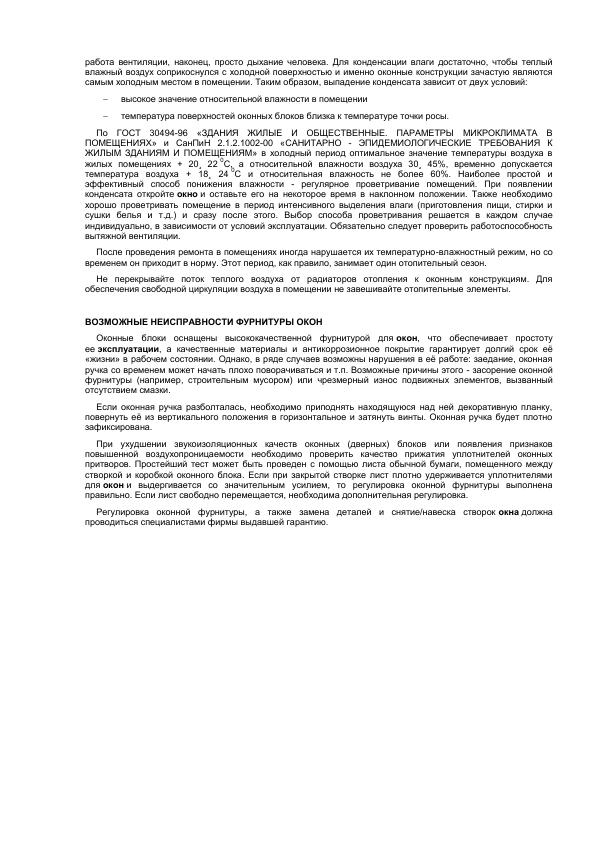 работа вентиляции, наконец, просто дыхание человека. Для конденсации влаги достаточно, чтобы теплый
влажный воздух соприкоснулся с холодной поверхностью и именно оконные конструкции зачастую являются
самым холодным местом в помещении. Таким образом, выпадение конденсата зависит от двух условий:
– высокое значение относительной влажности в помещении
– температура поверхностей оконных блоков близка к температуре точки росы.
По ГОСТ 30494-96 «ЗДАНИЯ ЖИЛЫЕ И ОБЩЕСТВЕННЫЕ. ПАРАМЕТРЫ МИКРОКЛИМАТА В
ПОМЕЩЕНИЯХ» и СанПиН 2.1.2.1002-00 «САНИТАРНО - ЭПИДЕМИОЛОГИЧЕСКИЕ ТРЕБОВАНИЯ К
ЖИЛЫМ ЗДАНИЯМ И ПОМЕЩЕНИЯМ» в холодный период оптимальное значение температуры воздуха в
жилых помещениях + 20¸ 22 ⁰С, а относительной влажности воздуха 30¸ 45%, временно допускается
температура воздуха + 18¸ 24 ⁰С и относительная влажность не более 60%. Наиболее простой и
эффективный способ понижения влажности - регулярное проветривание помещений. При появлении
конденсата откройте окно и оставьте его на некоторое время в наклонном положении. Также необходимо
хорошо проветривать помещение в период интенсивного выделения влаги (приготовления пищи, стирки и
сушки белья и т.д.) и сразу после этого. Выбор способа проветривания решается в каждом случае
индивидуально, в зависимости от условий эксплуатации. Обязательно следует проверить работоспособность
вытяжной вентиляции.
После проведения ремонта в помещениях иногда нарушается их температурно-влажностный режим, но со
временем он приходит в норму. Этот период, как правило, занимает один отопительный сезон.
Не перекрывайте поток теплого воздуха от радиаторов отопления к оконным конструкциям. Для
обеспечения свободной циркуляции воздуха в помещении не завешивайте отопительные элементы.
ВОЗМОЖНЫЕ НЕИСПРАВНОСТИ ФУРНИТУРЫ ОКОН
Оконные блоки оснащены высококачественной фурнитурой для окон, что обеспечивает простоту
ее эксплуатации, а качественные материалы и антикоррозионное покрытие гарантирует долгий срок её
«жизни» в рабочем состоянии. Однако, в ряде случаев возможны нарушения в её работе: заедание, оконная
ручка со временем может начать плохо поворачиваться и т.п. Возможные причины этого - засорение оконной
фурнитуры (например, строительным мусором) или чрезмерный износ подвижных элементов, вызванный
отсутствием смазки.
Если оконная ручка разболталась, необходимо приподнять находящуюся над ней декоративную планку,
повернуть её из вертикального положения в горизонтальное и затянуть винты. Оконная ручка будет плотно
зафиксирована.
При ухудшении звукоизоляционных качеств оконных (дверных) блоков или появления признаков
повышенной воздухопроницаемости необходимо проверить качество прижатия уплотнителей оконных
притворов. Простейший тест может быть проведен с помощью листа обычной бумаги, помещенного между
створкой и коробкой оконного блока. Если при закрытой створке лист плотно удерживается уплотнителями
для окон и выдергивается со значительным усилием, то регулировка оконной фурнитуры выполнена
правильно. Если лист свободно перемещается, необходима дополнительная регулировка.
Регулировка оконной фурнитуры, а также замена деталей и снятие/навеска створок окна должна
проводиться специалистами фирмы выдавшей гарантию.